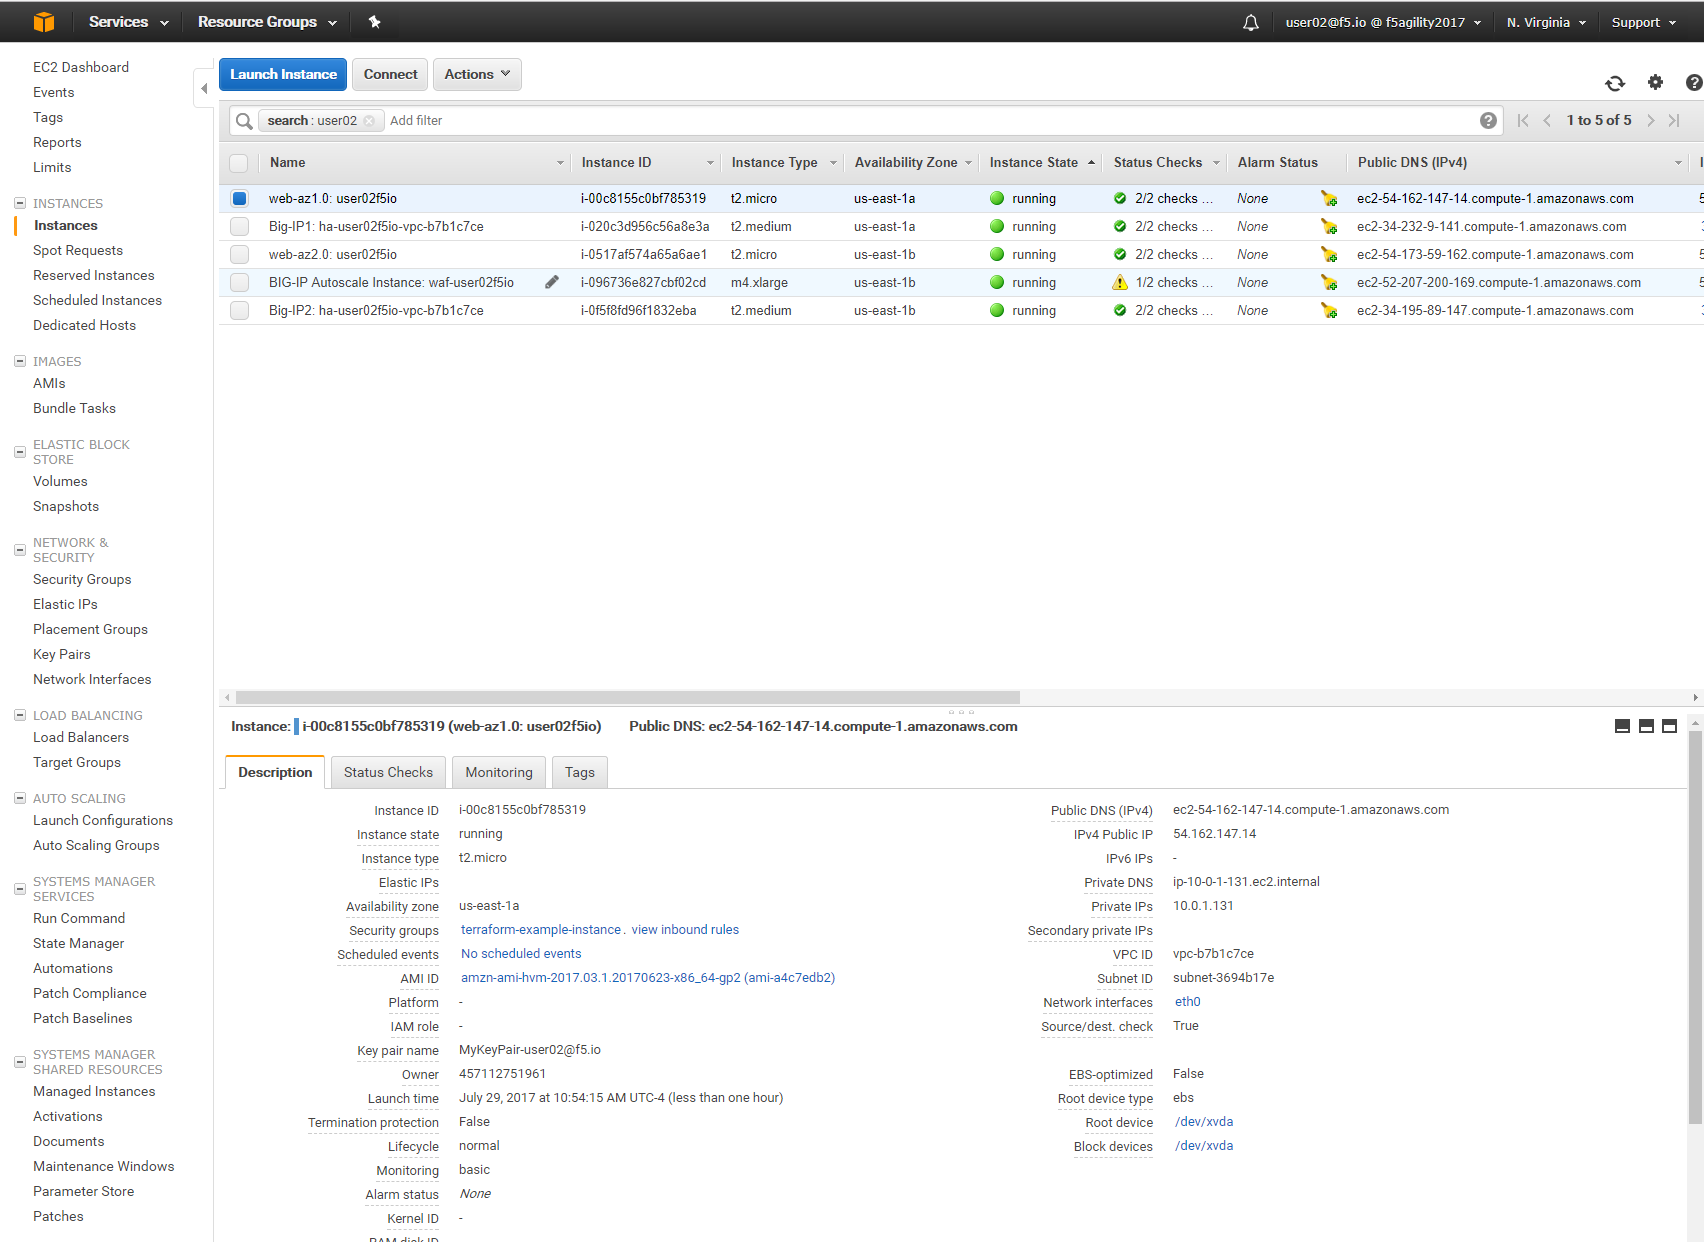 Services Resource Groups user02@f5.io @ f5agility2017 N. Virginia Support
EC2 Dashboard
Events
Tags
Reports
Limits
INSTANCES
Instances
Spot Requests
Reserved Instances
Scheduled Instances
Dedicated Hosts
IMAGES
AMIs
Bundle Tasks
ELASTIC BLOCK
STORE
Volumes
Snapshots
NETWORK &
SECURITY
Security Groups
Elastic IPs
Placement Groups
Key Pairs
Network Interfaces
LOAD BALANCING
Load Balancers
Target Groups
AUTO SCALING
Launch Configurations
Auto Scaling Groups
SYSTEMS MANAGER
SERVICES
Run Command
State Manager
Automations
Patch Compliance
Patch Baselines
SYSTEMS MANAGER
SHARED RESOURCES
Managed Instances
Activations
Documents
Maintenance Windows
Parameter Store
Patches
Launch Instance Connect Actions
search : user02 Add filter 1 to 5 of 5
Name Instance ID Instance Type Availability Zone Instance State Status Checks Alarm Status Public DNS (IPv4)
web-az1.0: user02f5io i-00c8155c0bf785319 t2.micro us-east-1a running 2/2 checks ... None ec2-54-162-147-14.compute-1.amazonaws.com
Big-IP1: ha-user02f5io-vpc-b7b1c7ce i-020c3d956c56a8e3a t2.medium us-east-1a running 2/2 checks ... None ec2-34-232-9-141.compute-1.amazonaws.com
web-az2.0: user02f5io i-0517af574a65a6ae1 t2.micro us-east-1b running 2/2 checks ... None ec2-54-173-59-162.compute-1.amazonaws.com
BIG-IP Autoscale Instance: waf-user02f5io i-096736e827cbf02cd m4.xlarge us-east-1b running 1/2 checks ... None ec2-52-207-200-169.compute-1.amazonaws.com
Big-IP2: ha-user02f5io-vpc-b7b1c7ce i-0f5f8fd96f1832eba t2.medium us-east-1b running 2/2 checks ... None ec2-34-195-89-147.compute-1.amazonaws.com
Instance: i-00c8155c0bf785319 (web-az1.0: user02f5io) Public DNS: ec2-54-162-147-14.compute-1.amazonaws.com
Description Status Checks Monitoring Tags
Instance ID i-00c8155c0bf785319 Public DNS (IPv4) ec2-54-162-147-14.compute-1.amazonaws.com
Instance state running IPv4 Public IP 54.162.147.14
Instance type t2.micro IPv6 IPs -
Elastic IPs Private DNS ip-10-0-1-131.ec2.internal
Availability zone us-east-1a Private IPs 10.0.1.131
Security groups terraform-example-instance. view inbound rules Secondary private IPs
Scheduled events No scheduled events VPC ID vpc-b7b1c7ce
AMI ID amzn-ami-hvm-2017.03.1.20170623-x86_64-gp2 (ami-a4c7edb2) Subnet ID subnet-3694b17e
Platform - Network interfaces eth0
IAM role - Source/dest. check True
Key pair name MyKeyPair-user02@f5.io
Owner 457112751961 EBS-optimized False
Launch time July 29, 2017 at 10:54:15 AM UTC-4 (less than one hour) Root device type ebs
Termination protection False Root device /dev/xvda
Lifecycle normal Block devices /dev/xvda
Monitoring basic
Alarm status None
Kernel ID -
RAM disk ID